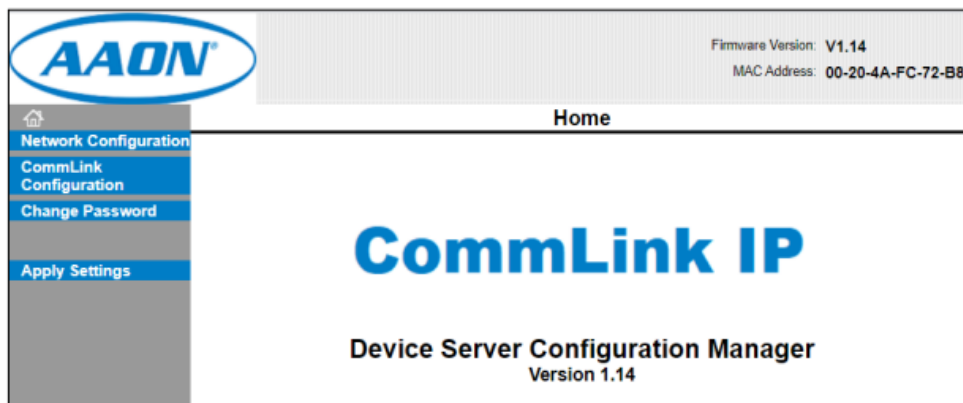 AAON®
Firmware Version: V1.14
MAC Address: 00-20-4A-FC-72-B8
Home
Network Configuration
CommLink
Configuration
Change Password
Apply Settings
CommLink IP
Device Server Configuration Manager
Version 1.14